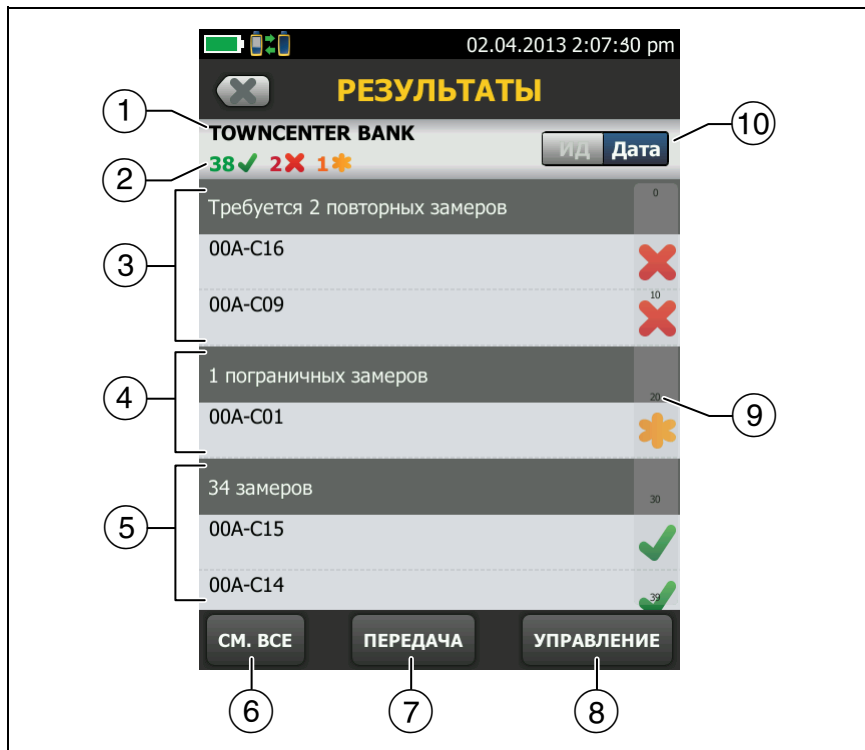 02.04.2013 2:07:30 pm
РЕЗУЛЬТАТЫ
1
TOWNCENTER BANK
ИД Дата
10
2
38 2 1
3
Требуется 2 повторных замеров
0
00A-C16
00A-C09
10
4
1 пограничных замеров
20
9
00A-C01
5
34 замеров
30
00A-C15
00A-C14
39
СМ. ВСЕ ПЕРЕДАЧА УПРАВЛЕНИЕ
6 7 8